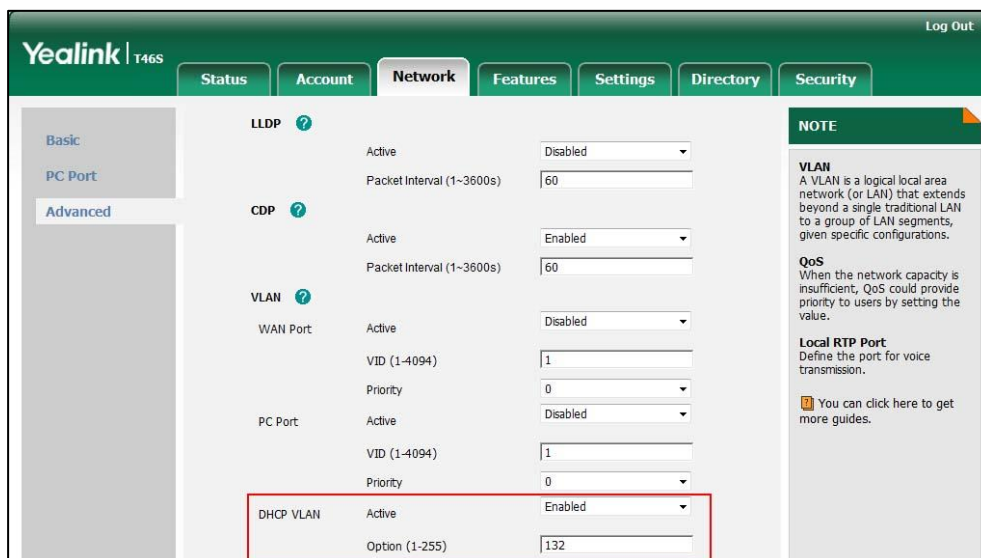 Log Out
Yealink | T46S
Status Account Network Features Settings Directory Security
Basic
PC Port
Advanced
LLDP ?
Active Disabled
Packet Interval (1~3600s) 60
CDP ?
Active Enabled
Packet Interval (1~3600s) 60
VLAN ?
WAN Port Active Disabled
VID (1-4094) 1
Priority 0
PC Port Active Disabled
VID (1-4094) 1
Priority 0
DHCP VLAN Active Enabled
Option (1-255) 132
NOTE
VLAN
A VLAN is a logical local area
network (or LAN) that extends
beyond a single traditional LAN
to a group of LAN segments,
given specific configurations.
QoS
When the network capacity is
insufficient, QoS could provide
priority to users by setting the
value.
Local RTP Port
Define the port for voice
transmission.
? You can click here to get
more guides.